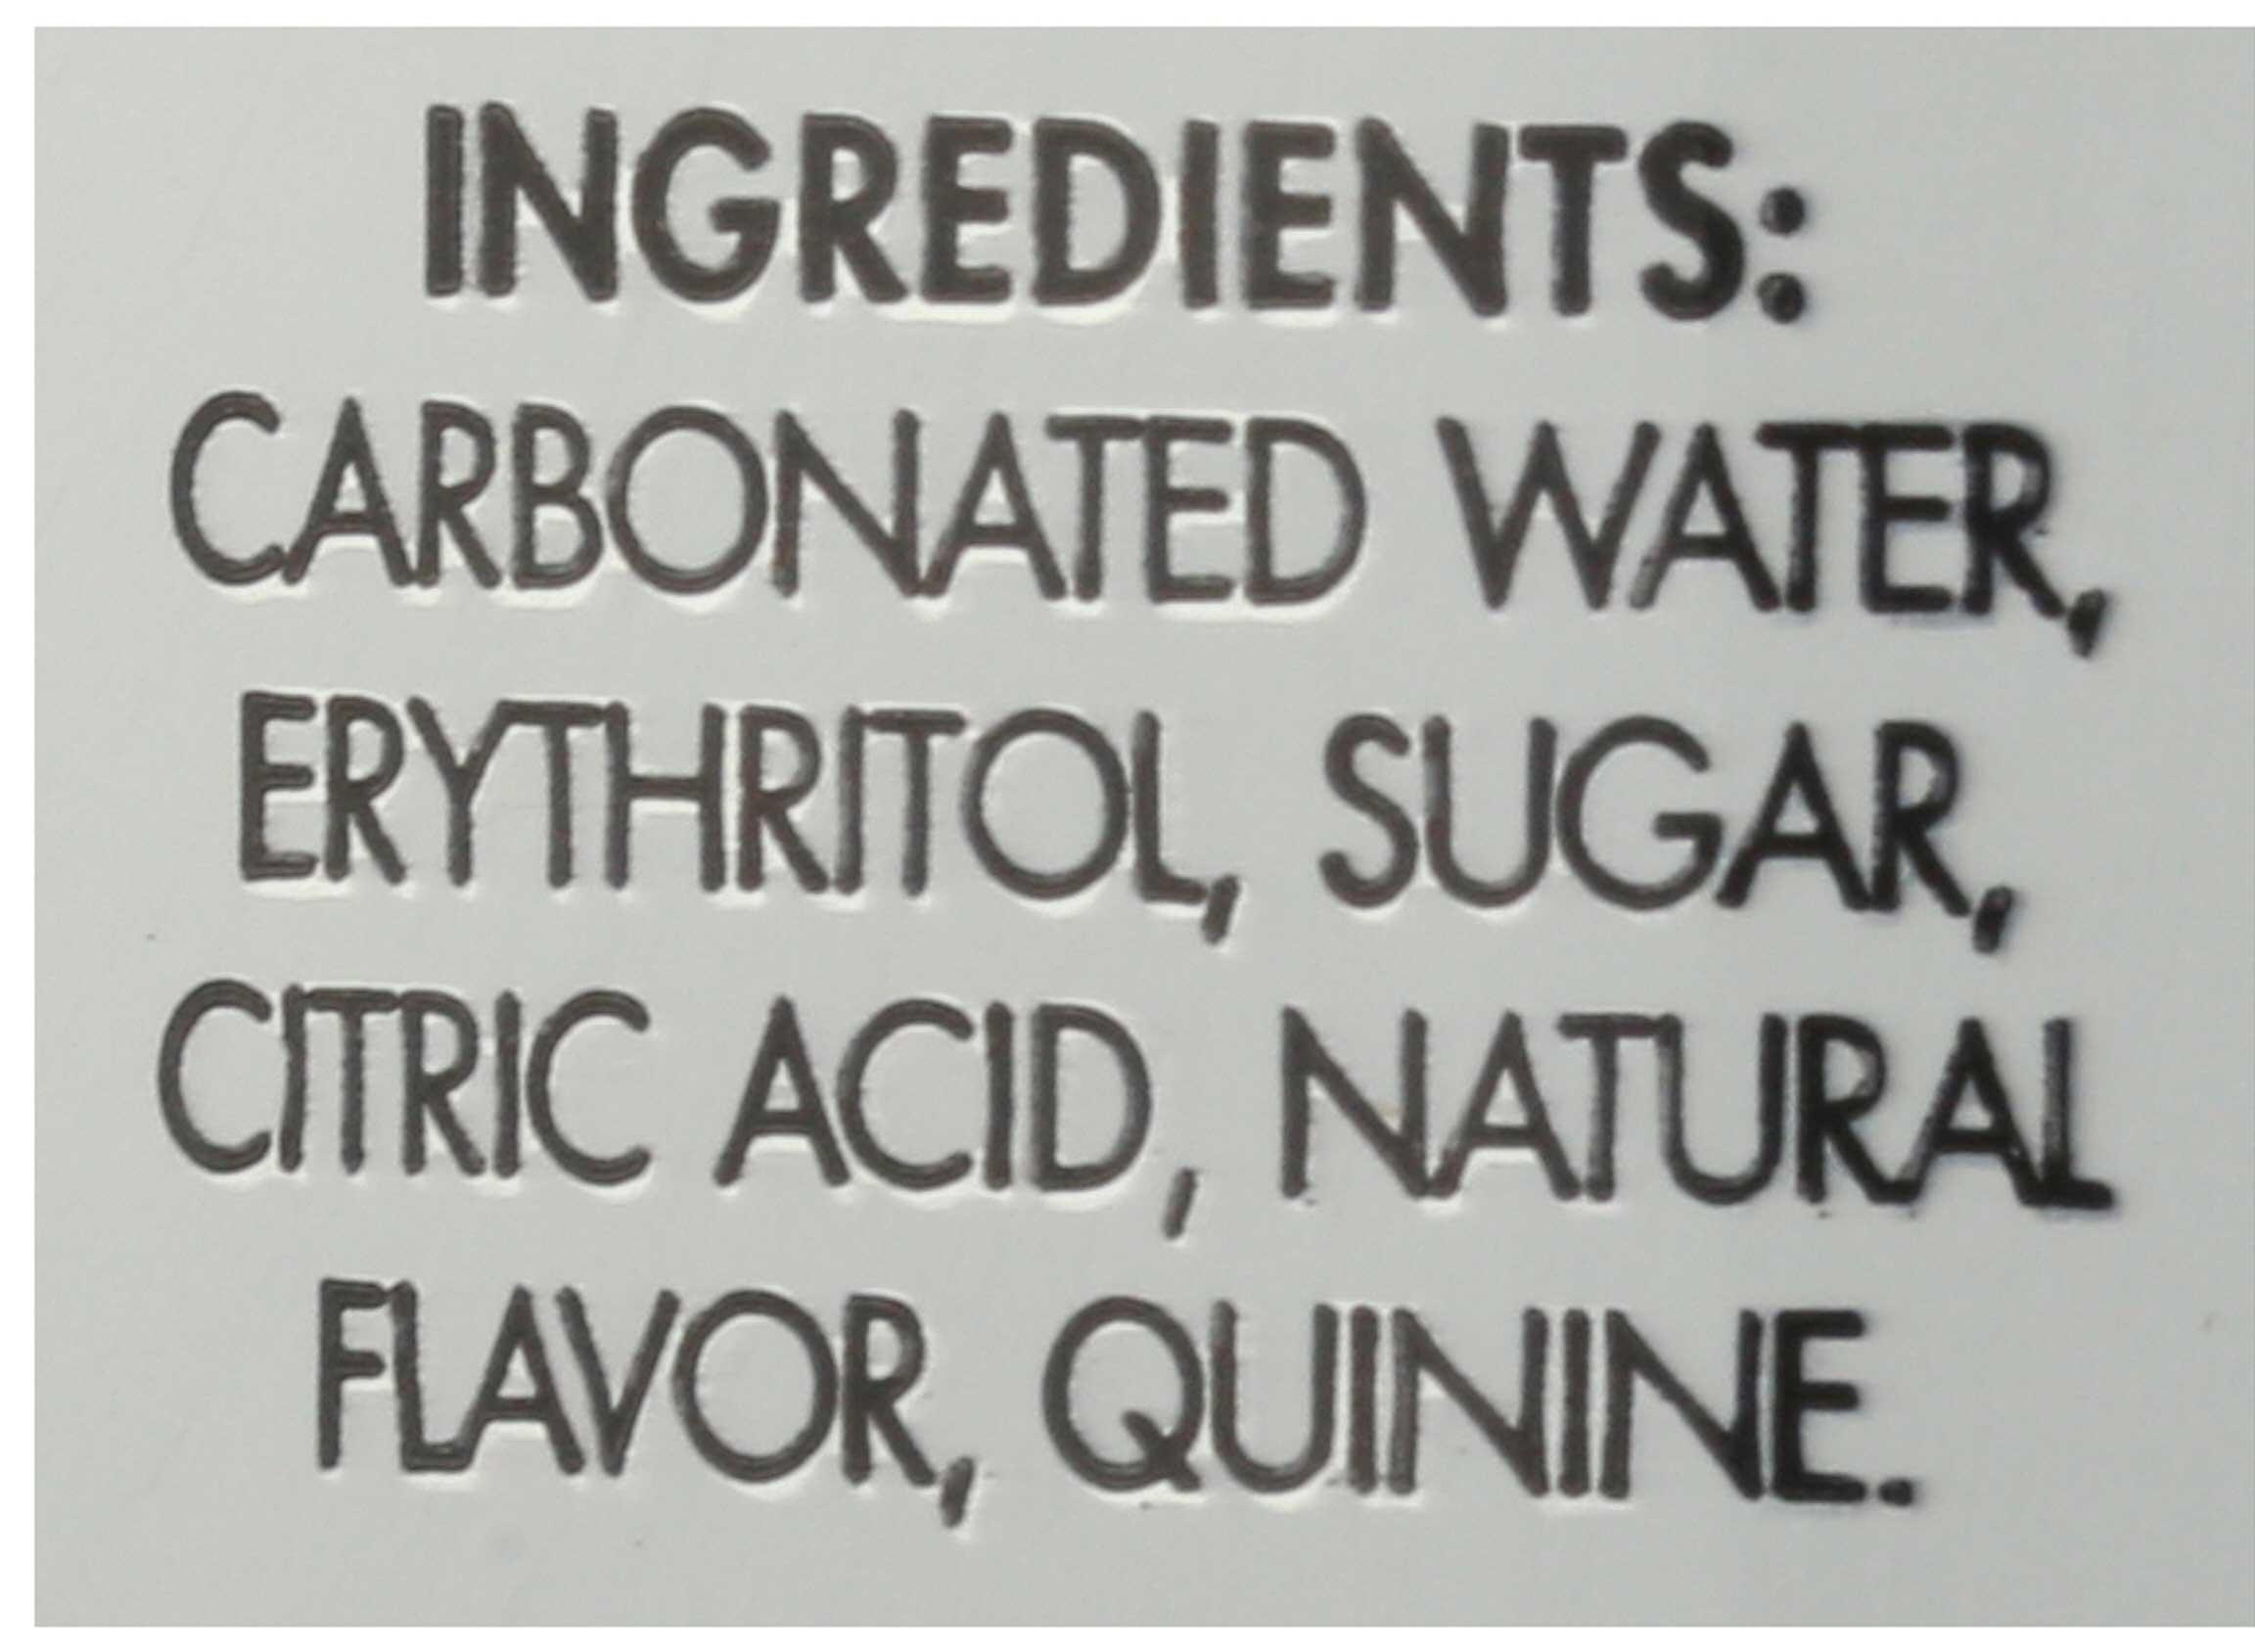 INGREDIENTS:
CARBONATED WATER,
ERYTHRITOL, SUGAR,
CITRIC ACID, NATURAL
FLAVOR, QUININE.